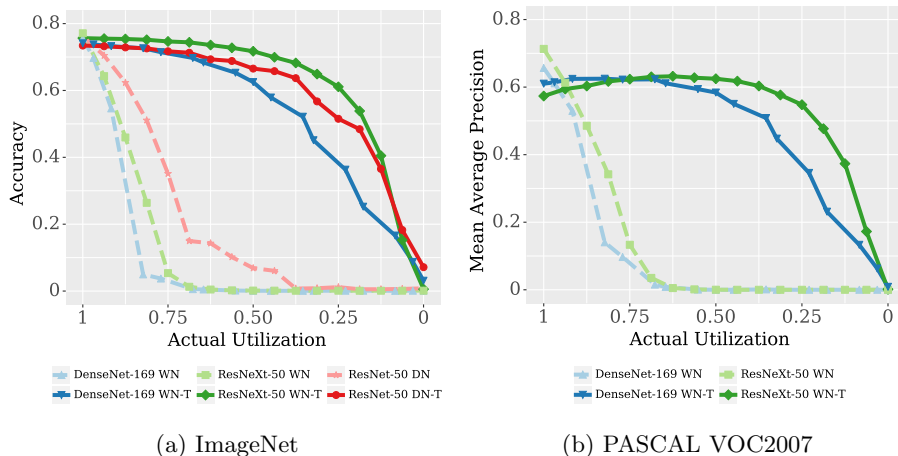 0.8
0.6
0.4
0.2
0
Accuracy
1
0.75
0.50
0.25
0
Actual Utilization
DenseNet-169 WN
ResNeXt-50 WN
ResNet-50 DN
DenseNet-169 WN-T
ResNeXt-50 WN-T
ResNet-50 DN-T
(a) ImageNet
0.8
0.6
0.4
0.2
0
Mean Average Precision
1
0.75
0.50
0.25
0
Actual Utilization
DenseNet-169 WN
ResNeXt-50 WN
DenseNet-169 WN-T
ResNeXt-50 WN-T
(b) PASCAL VOC2007